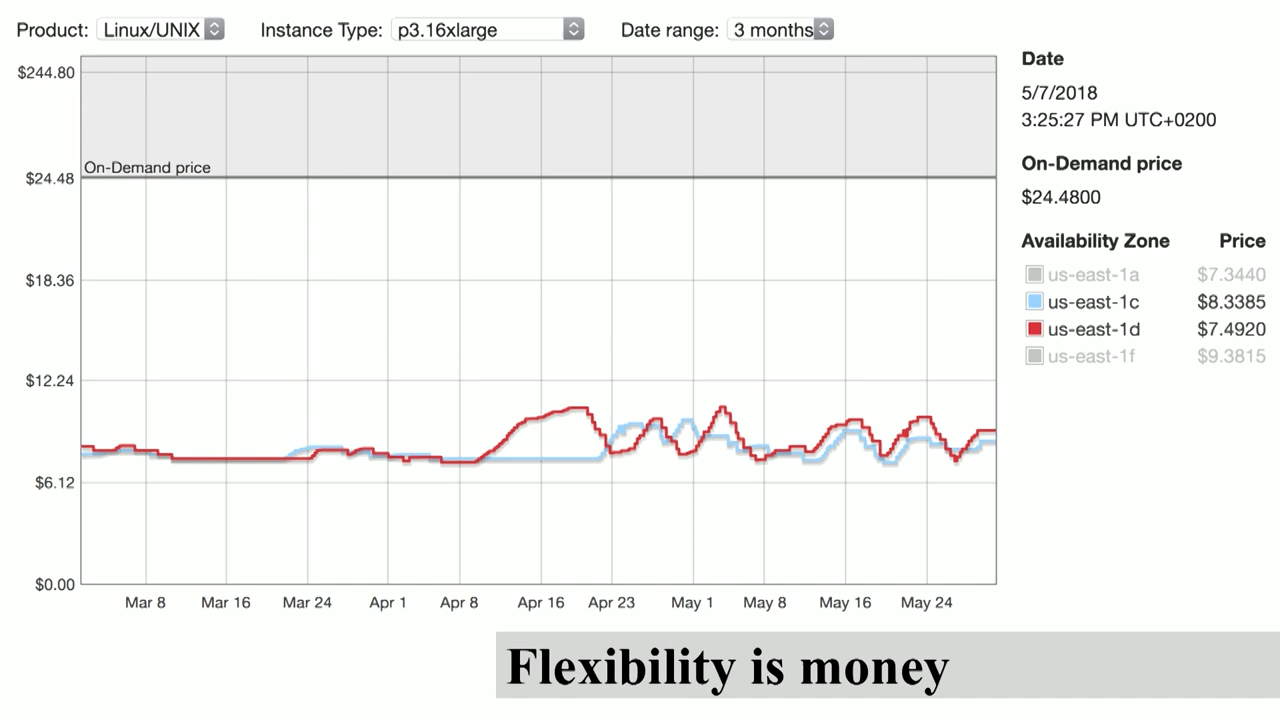 Product: Linux/UNIX Instance Type: p3.16xlarge Date range: 3 months
$244.80
On-Demand price
$24.48
$18.36
$12.24
$6.12
$0.00
Mar 8 Mar 16 Mar 24 Apr 1 Apr 8 Apr 16 Apr 23 May 1 May 8 May 16 May 24
Date
5/7/2018
3:25:27 PM UTC+0200
On-Demand price
$24.4800
Availability Zone Price
us-east-1a $7.3440
us-east-1c $8.3385
us-east-1d $7.4920
us-east-1f $9.3815
Flexibility is money